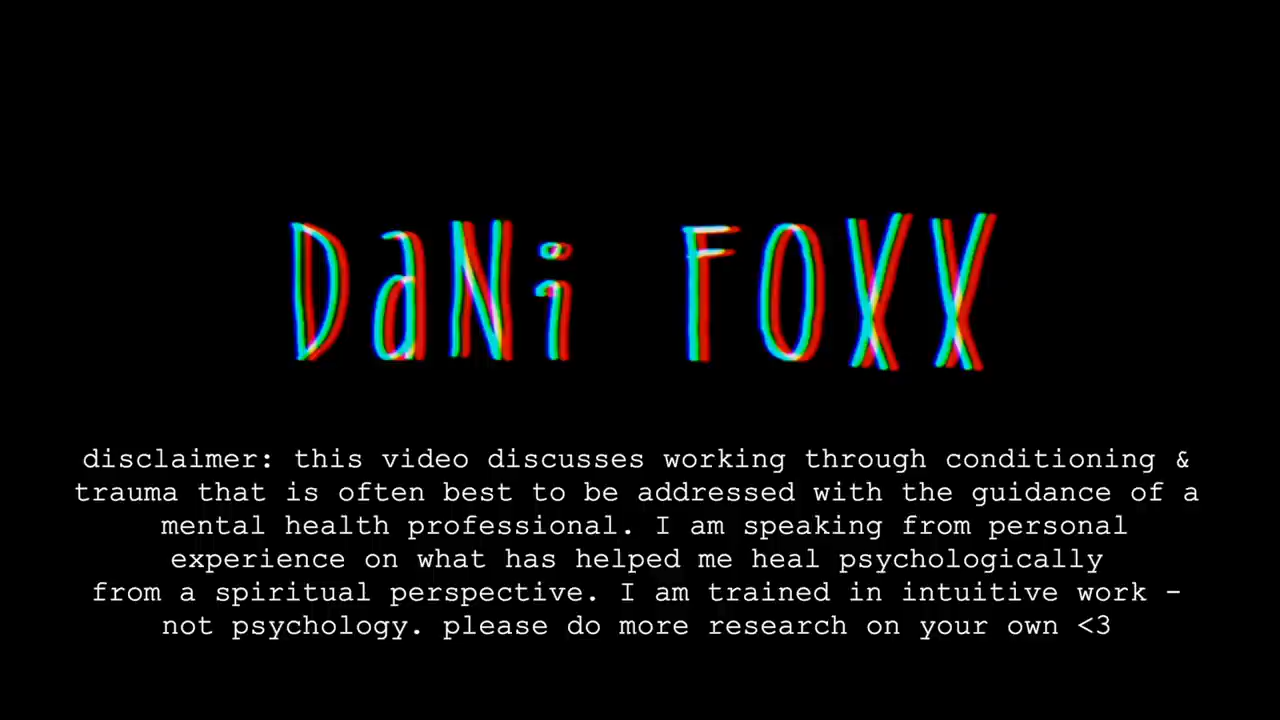 DaNi FOXX
disclaimer: this video discusses working through conditioning &
trauma that is often best to be addressed with the guidance of a
mental health professional. I am speaking from personal
experience on what has helped me heal psychologically
from a spiritual perspective. I am trained in intuitive work -
not psychology. please do more research on your own <3